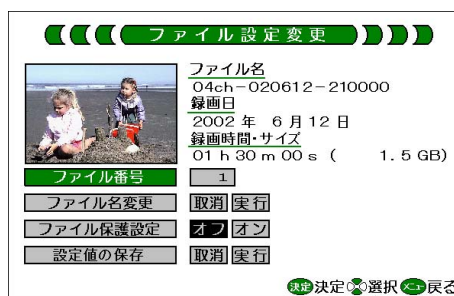 ファイル設定変更
ファイル名
04ch-020612-210000
録画日
2002 年 6 月 12 日
録画時間・サイズ
01 h 30 m 00 s ( 1. 5 GB)
ファイル番号 1
ファイル名変更 取消 実行
ファイル保護設定 オフ オン
設定値の保存 取消 実行
決定 決定 選択 メニュー 戻る